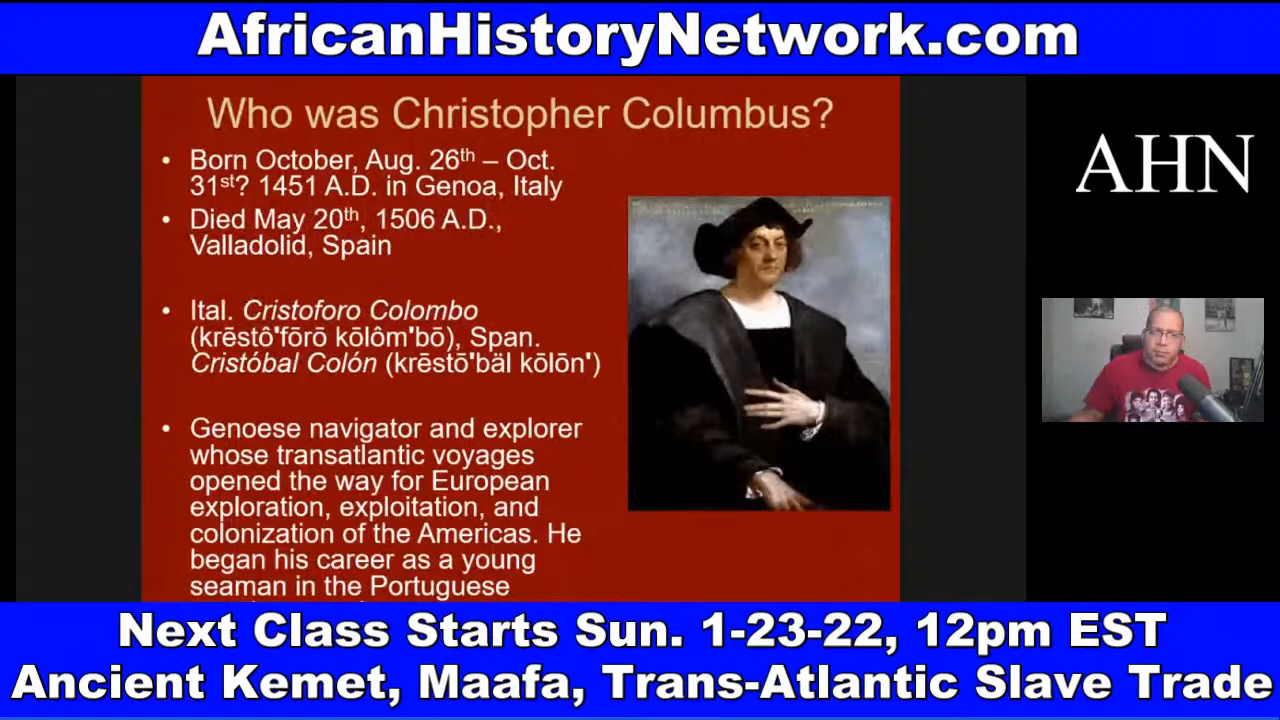 AfricanHistoryNetwork.com
Who was Christopher Columbus?
• Born October, Aug. 26th – Oct.
31st? 1451 A.D. in Genoa, Italy
• Died May 20th, 1506 A.D.,
Valladolid, Spain
• Ital. Cristoforo Colombo
(krēstô'fōrō kōlôm'bō), Span.
Cristóbal Colón (krēstō'bäl kōlōn')
• Genoese navigator and explorer
whose transatlantic voyages
opened the way for European
exploration, exploitation, and
colonization of the Americas. He
began his career as a young
seaman in the Portuguese
AHN
Next Class Starts Sun. 1-23-22, 12pm EST
Ancient Kemet, Maafa, Trans-Atlantic Slave Trade